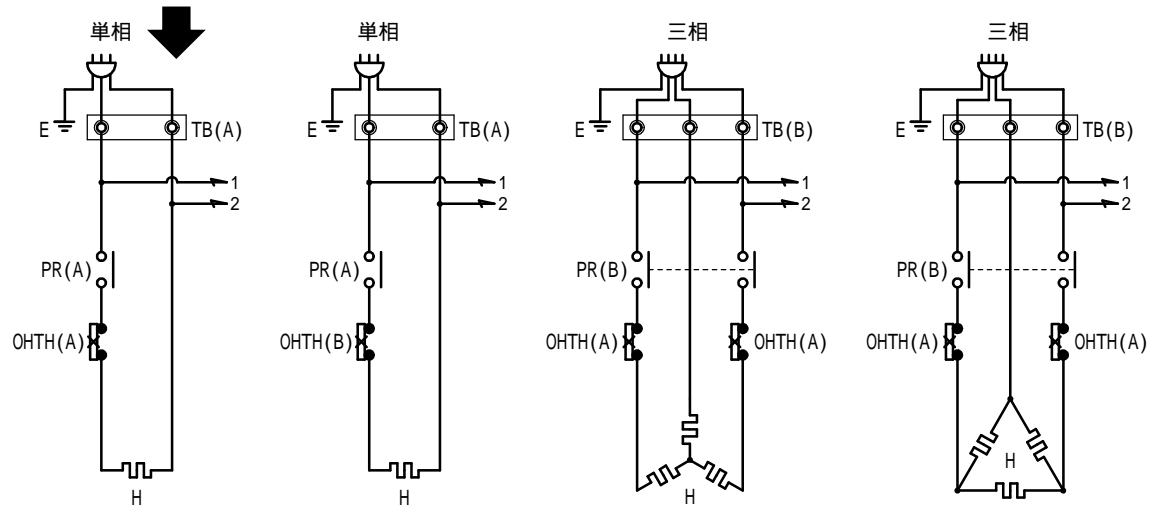 単相
E
TB(A)
1
2
PR(A)
OHTH(A)
H
単相
E
TB(A)
1
2
PR(A)
OHTH(B)
H
三相
E
TB(B)
1
2
PR(B)
OHTH(A)
OHTH(A)
H
三相
E
TB(B)
1
2
PR(B)
OHTH(A)
OHTH(A)
H